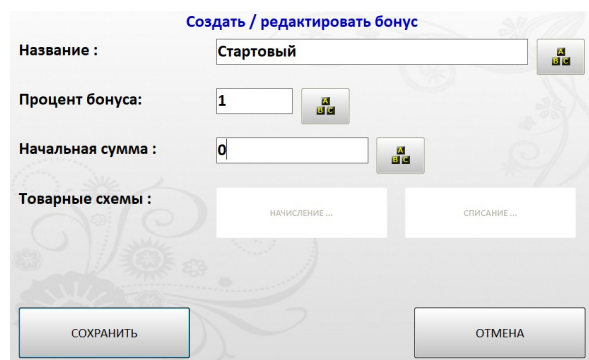 Создать / редактировать бонус
Название : Стартовый
A B C
Процент бонуса: 1
A B C
Начальная сумма : 0
A B C
Товарные схемы : НАЧИСЛЕНИЕ ... СПИСАНИЕ ...
СОХРАНИТЬ ОТМЕНА